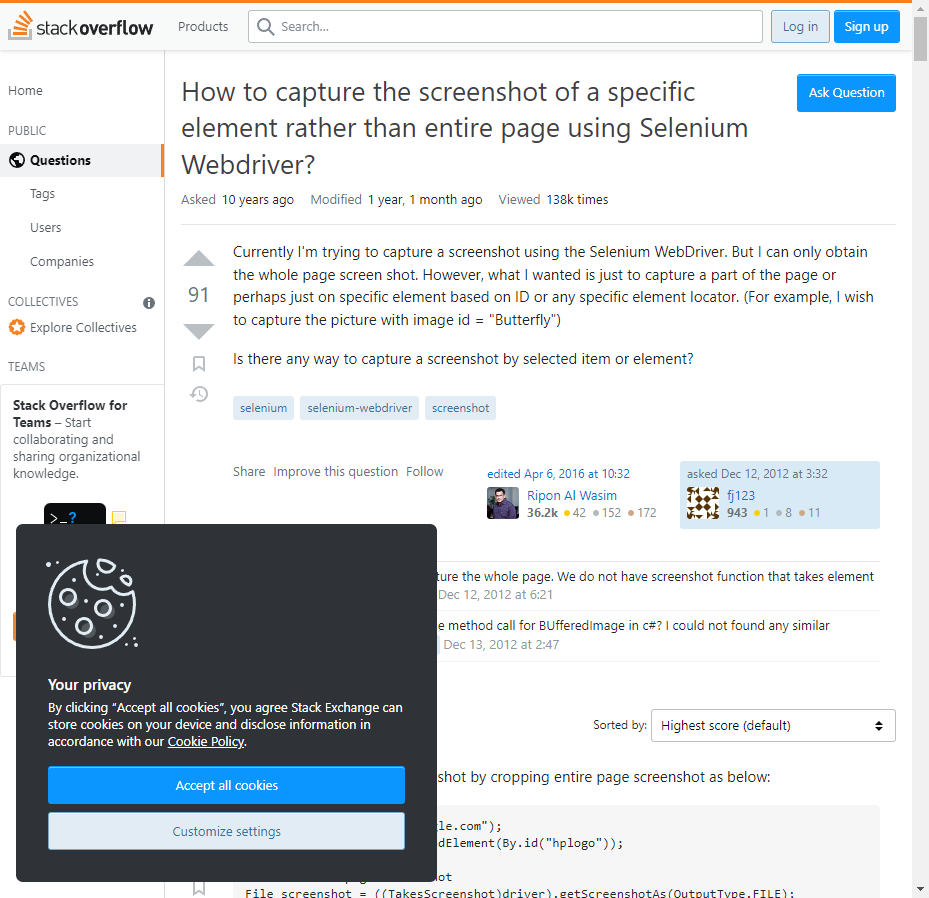 stackoverflow
Products
Search...
Log in
Sign up
Home
PUBLIC
Questions
Tags
Users
Companies
COLLECTIVES
Explore Collectives
TEAMS
Stack Overflow for
Teams – Start
collaborating and
sharing organizational
knowledge.
>_?
How to capture the screenshot of a specific
element rather than entire page using Selenium
Webdriver?
Ask Question
Asked 10 years ago Modified 1 year, 1 month ago Viewed 138k times
91
Currently I'm trying to capture a screenshot using the Selenium WebDriver. But I can only obtain
the whole page screen shot. However, what I wanted is just to capture a part of the page or
perhaps just on specific element based on ID or any specific element locator. (For example, I wish
to capture the picture with image id = "Butterfly")
Is there any way to capture a screenshot by selected item or element?
selenium selenium-webdriver screenshot
Share Improve this question Follow
edited Apr 6, 2016 at 10:32
Ripon Al Wasim
36.2k 42 152 172
asked Dec 12, 2012 at 3:32
fj123
943 1 8 11
ture the whole page. We do not have screenshot function that takes element
Dec 12, 2012 at 6:21
e method call for BUfferedImage in c#? I could not found any similar
Dec 13, 2012 at 2:47
Sorted by: Highest score (default)
shot by cropping entire page screenshot as below:
le.com");
dElement(By.id("hplogo"));
ot
File screenshot = ((TakesScreenshot)driver).getScreenshotAs(OutputType.FILE);
Your privacy
By clicking “Accept all cookies”, you agree Stack Exchange can
store cookies on your device and disclose information in
accordance with our Cookie Policy.
Accept all cookies
Customize settings